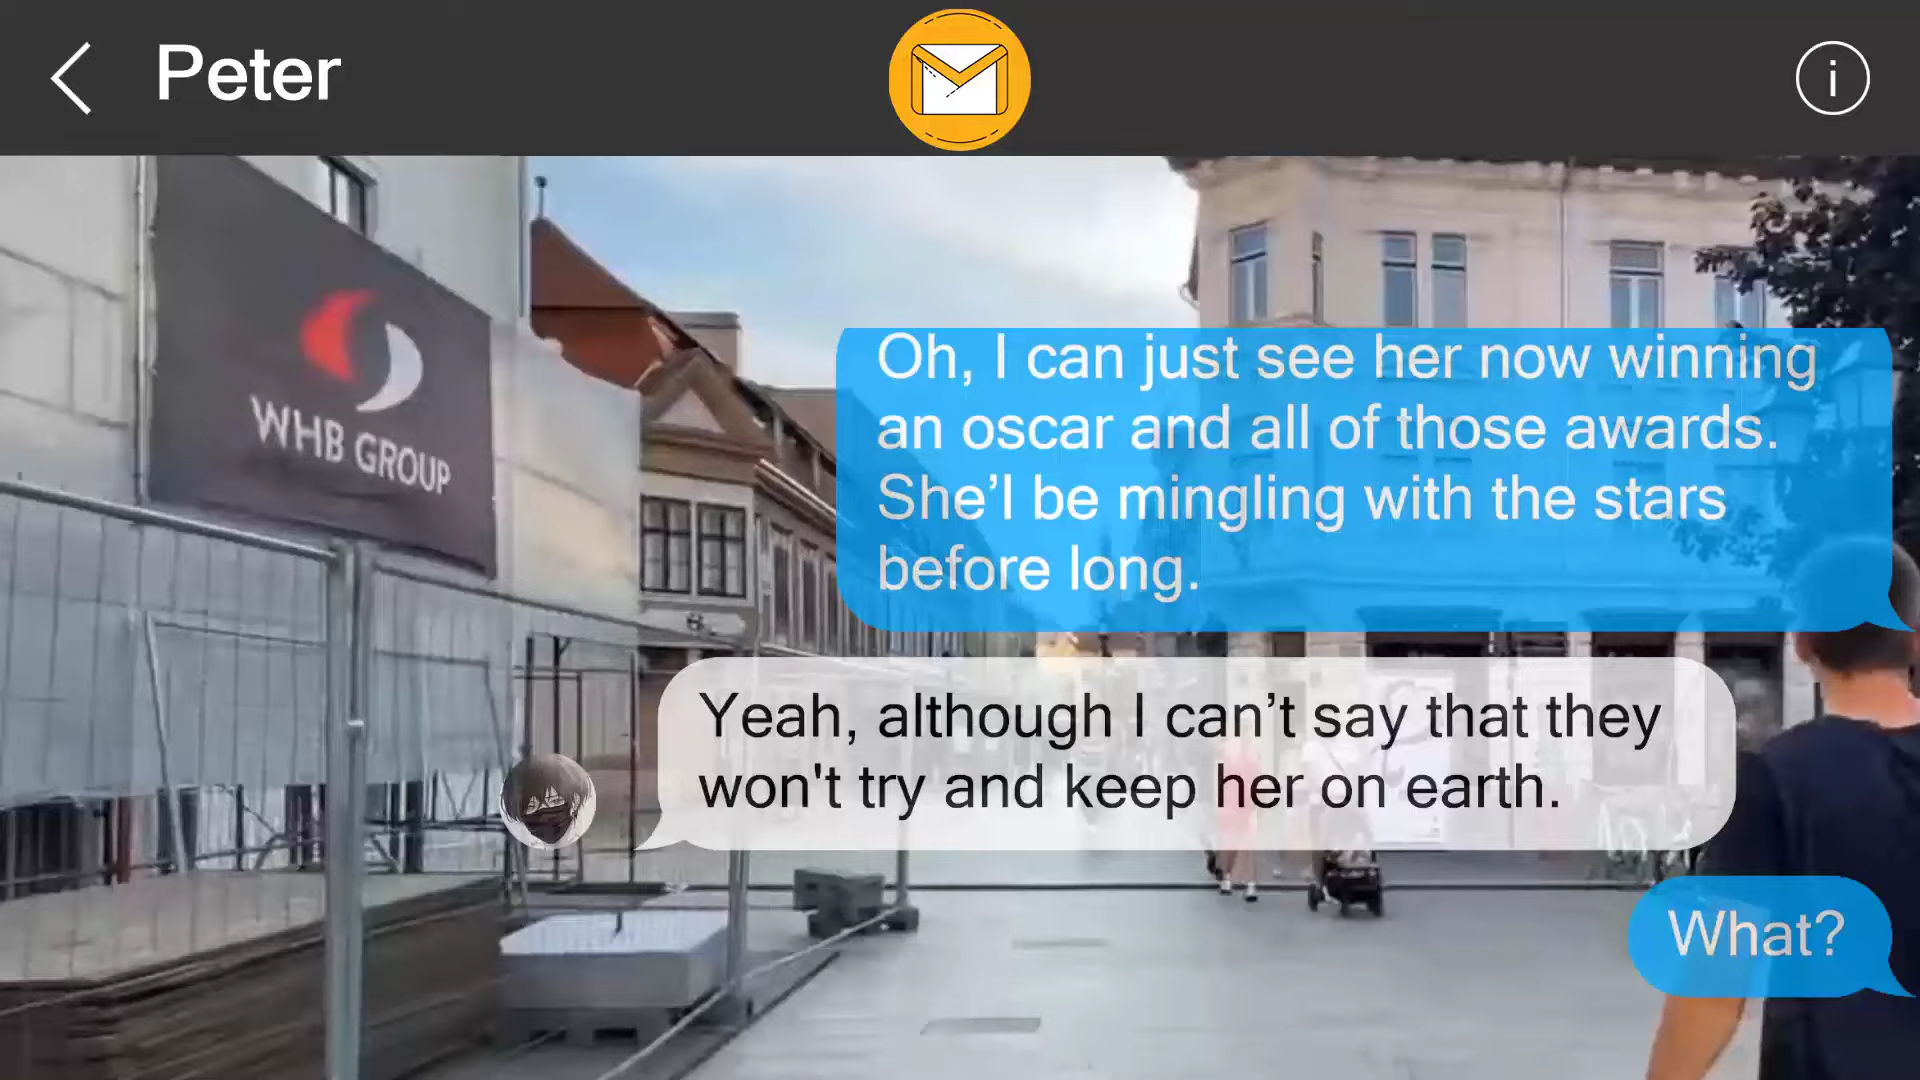 Peter
i
WHB GROUP
Oh, I can just see her now winning
an oscar and all of those awards.
She’l be mingling with the stars
before long.
Yeah, although I can’t say that they
won't try and keep her on earth.
What?